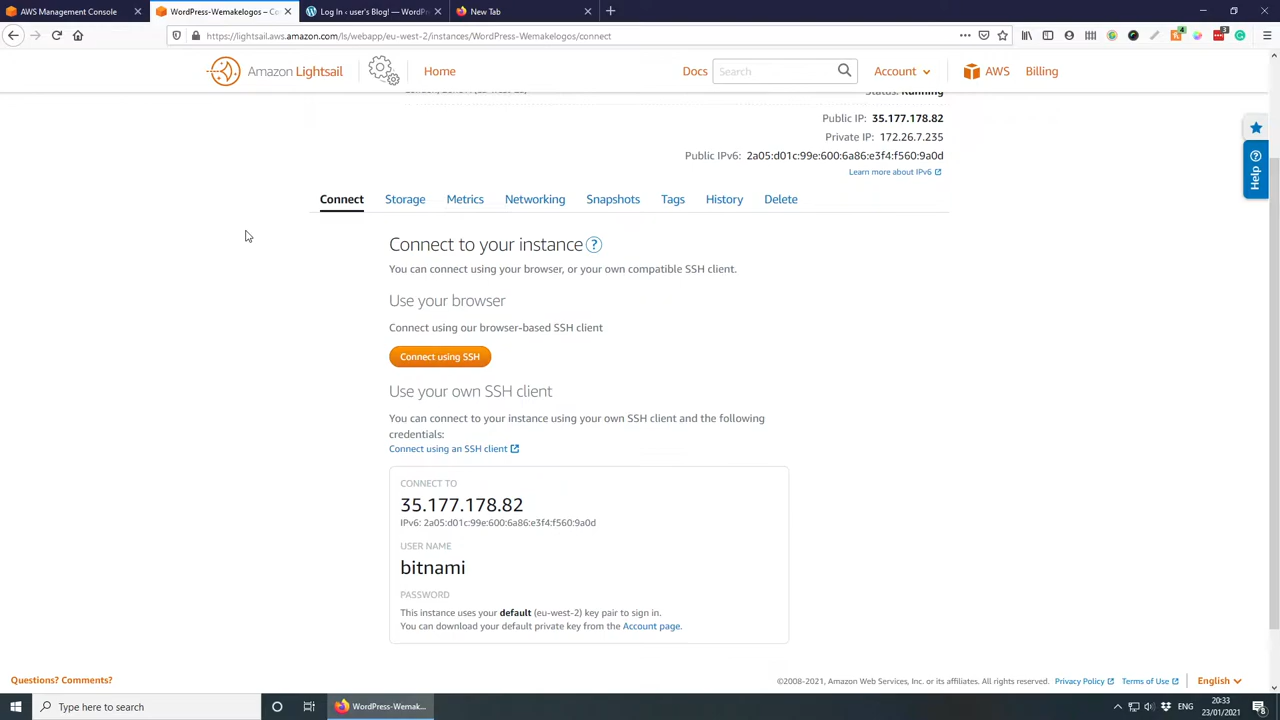 AWS Management Console
WordPress-Wemakelogos – Co
Log In ‹ user's Blog! — WordPre
New Tab
https://lightsail.aws.amazon.com/ls/webapp/eu-west-2/instances/WordPress-Wemakelogos/connect
4
3
Amazon Lightsail
Home
Docs
Search
Account
AWS
Billing
Status: Running
Public IP: 35.177.178.82
Private IP: 172.26.7.235
Public IPv6: 2a05:d01c:99e:600:6a86:e3f4:f560:9a0d
Learn more about IPv6
Help
Connect
Storage
Metrics
Networking
Snapshots
Tags
History
Delete
Connect to your instance ?
You can connect using your browser, or your own compatible SSH client.
Use your browser
Connect using our browser-based SSH client
Connect using SSH
Use your own SSH client
You can connect to your instance using your own SSH client and the following
credentials:
Connect using an SSH client
CONNECT TO
35.177.178.82
IPv6: 2a05:d01c:99e:600:6a86:e3f4:f560:9a0d
USER NAME
bitnami
PASSWORD
This instance uses your default (eu-west-2) key pair to sign in.
You can download your default private key from the Account page.
Questions? Comments?
©2008-2021, Amazon Web Services, Inc. or its affiliates. All rights reserved.
Privacy Policy
Terms of Use
English
Type here to search
WordPress-Wemak...
ENG
20:33
23/01/2021
8